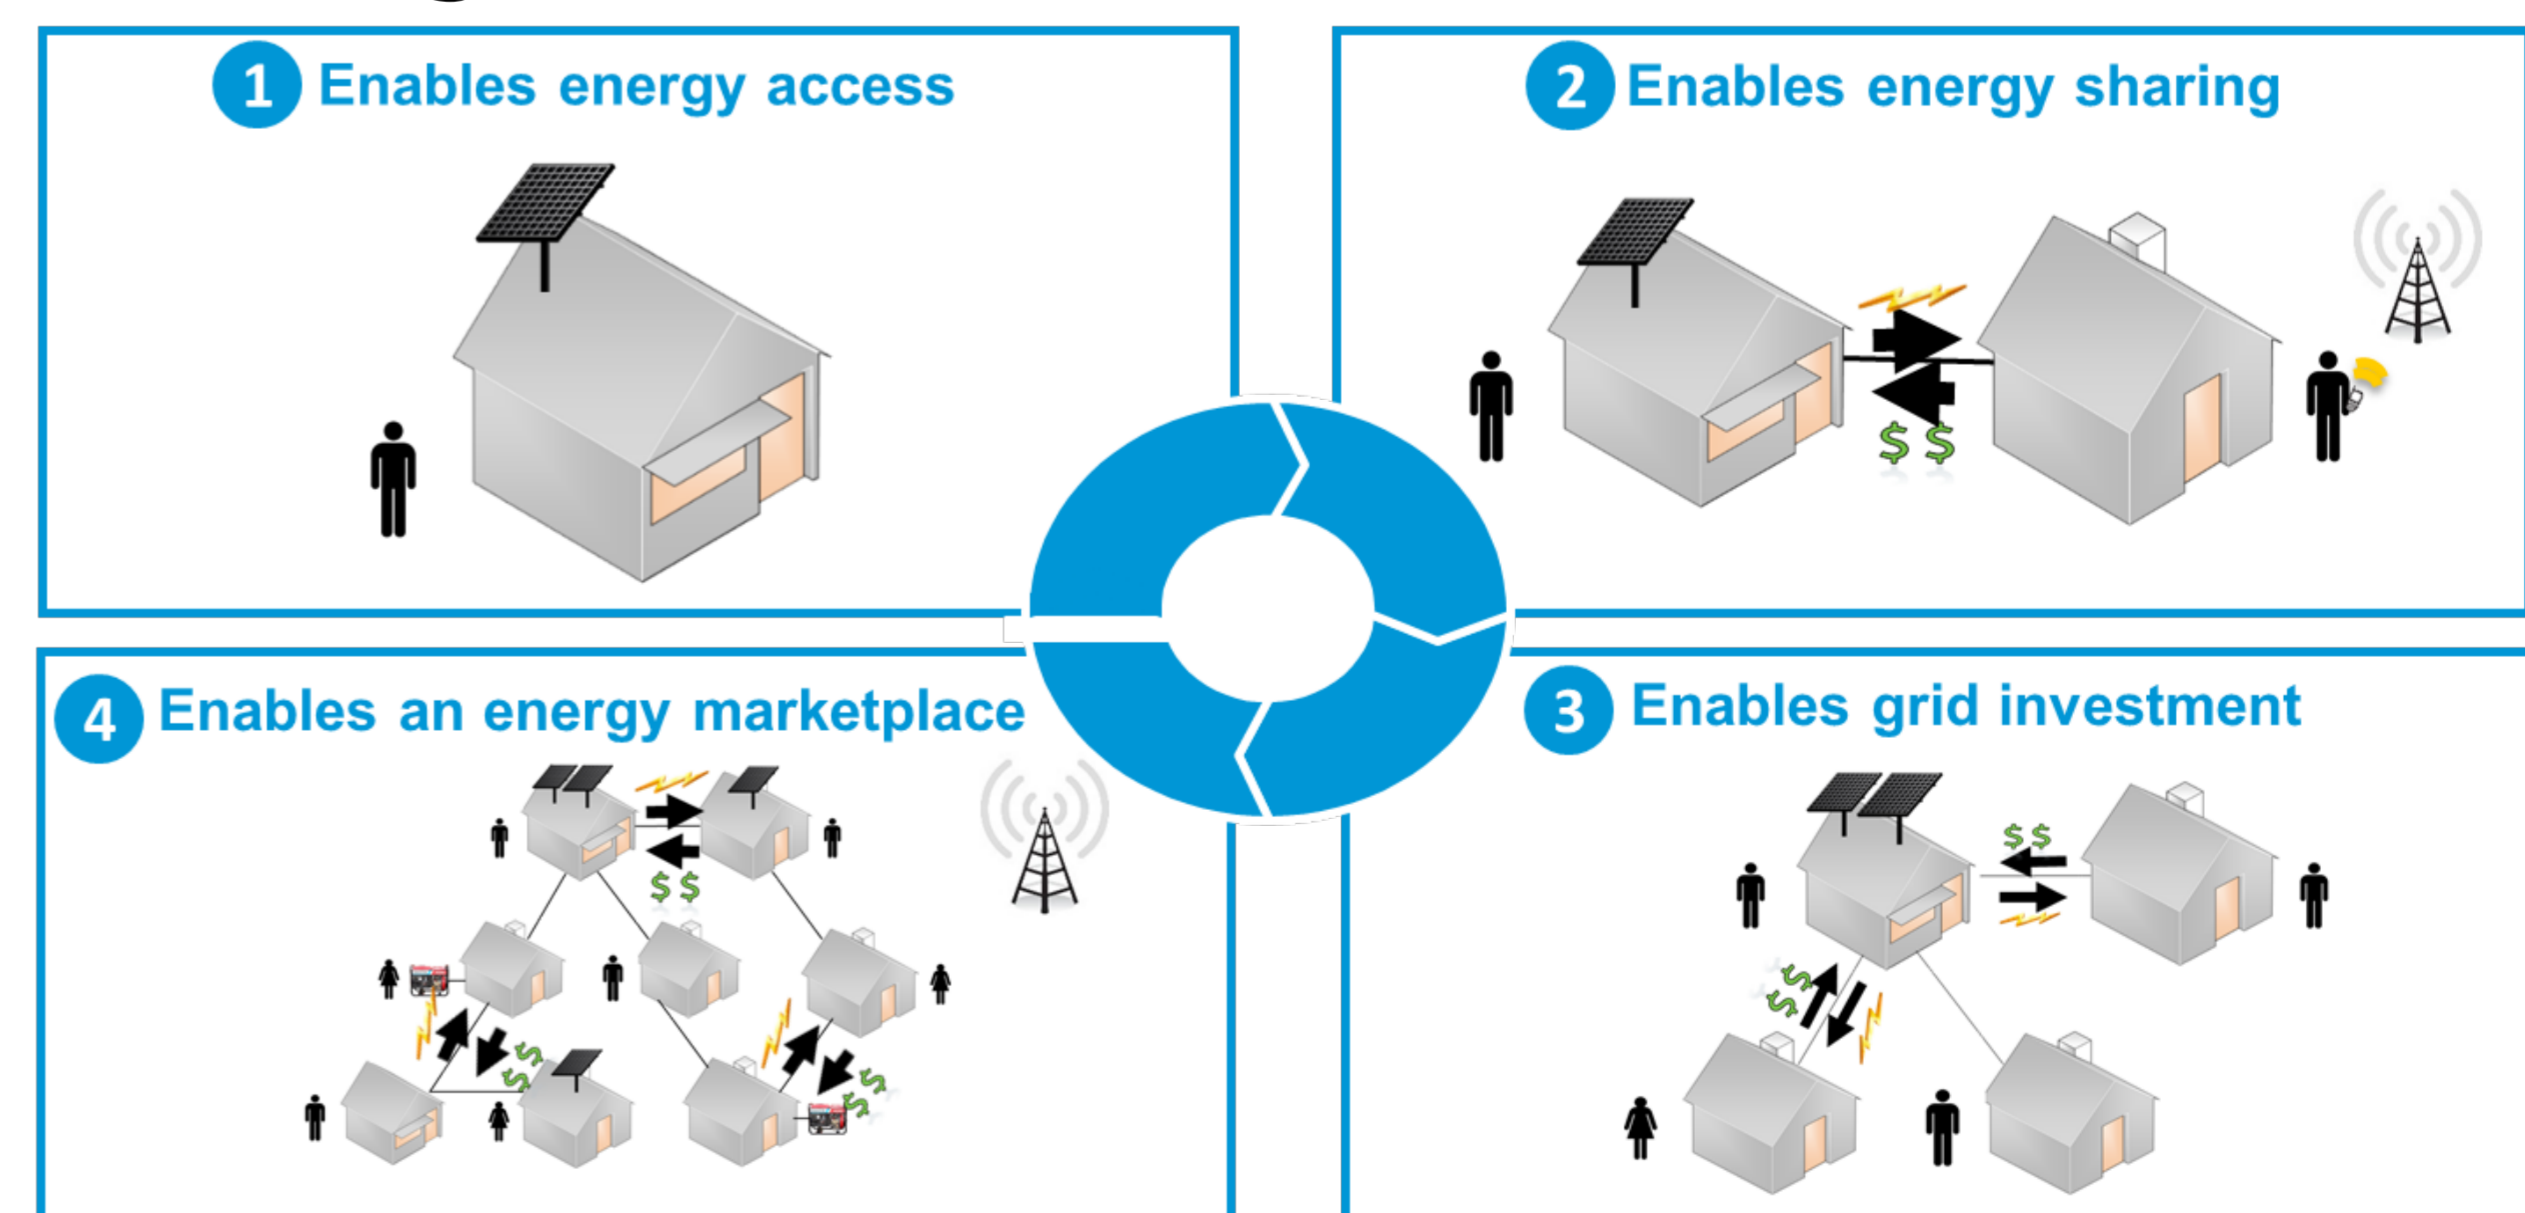 1 Enables energy access
2 Enables energy sharing
$ $
4 Enables an energy marketplace
$ $
$
$
$
$
3 Enables grid investment
$ $
$
$